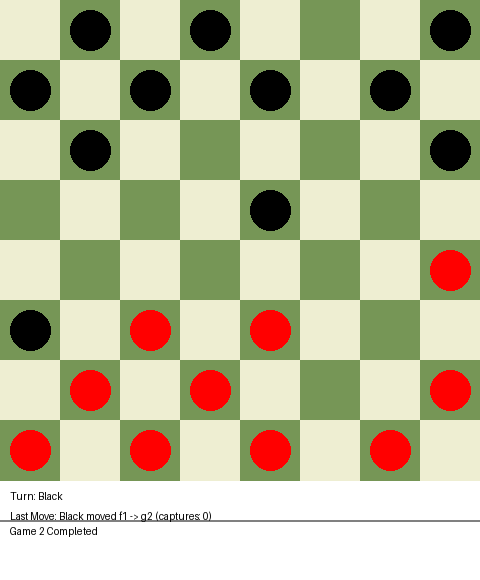 Turn: Black
Last Move: Black moved f1 -> g2 (captures: 0)
Game 2 Completed